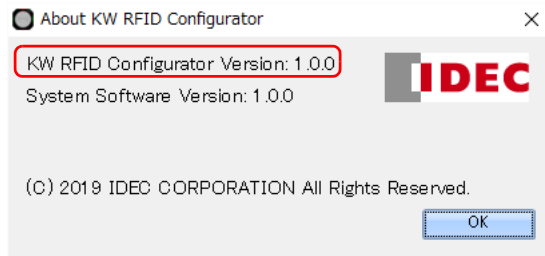 About KW RFID Configurator
KW RFID Configurator Version: 1.0.0
IDEC
System Software Version: 1.0.0
(C) 2019 IDEC CORPORATION All Rights Reserved.
OK